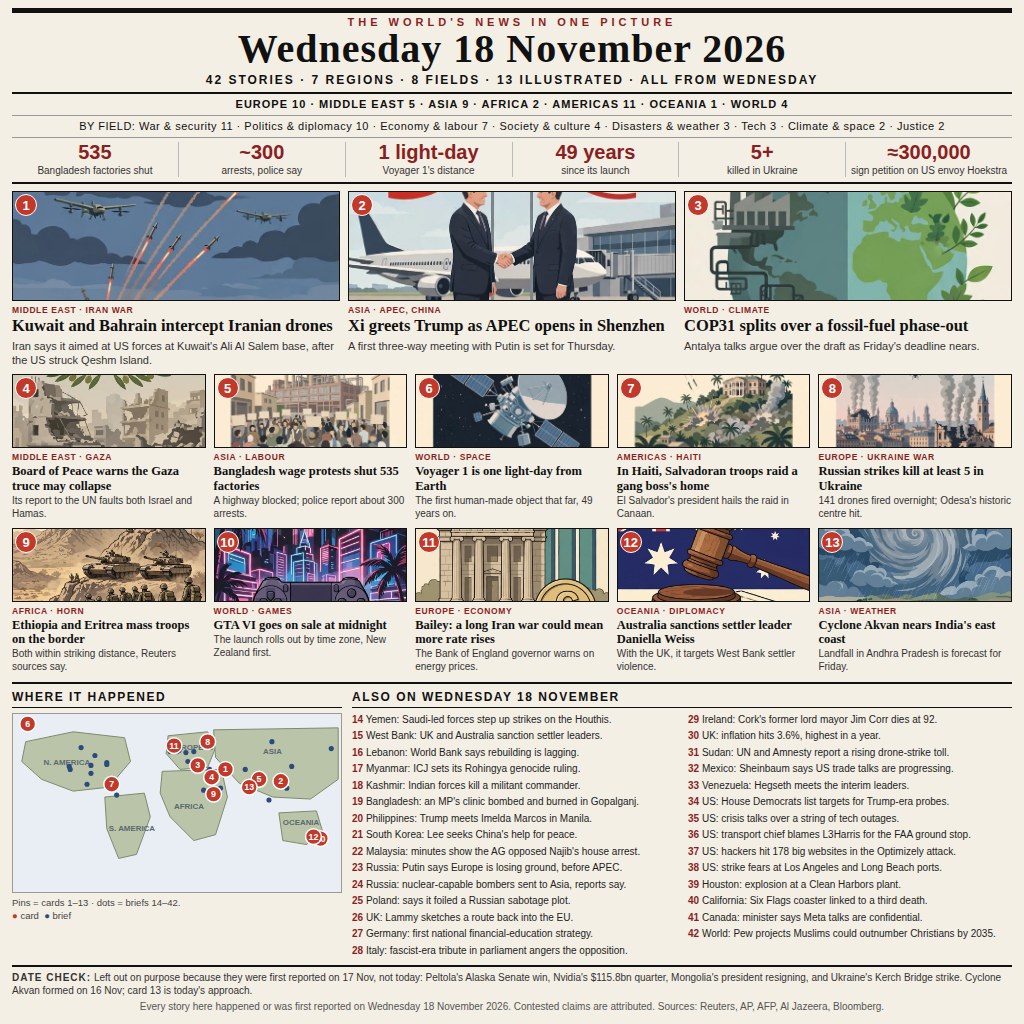 THE WORLD'S NEWS IN ONE PICTURE
Wednesday 18 November 2026
42 STORIES · 7 REGIONS · 8 FIELDS · 13 ILLUSTRATED · ALL FROM WEDNESDAY
EUROPE 10 · MIDDLE EAST 5 · ASIA 9 · AFRICA 2 · AMERICAS 11 · OCEANIA 1 · WORLD 4
BY FIELD: War & security 11 · Politics & diplomacy 10 · Economy & labour 7 · Society & culture 4 · Disasters & weather 3 · Tech 3 · Climate & space 2 · Justice 2
535
Bangladesh factories shut
~300
arrests, police say
1 light-day
Voyager 1's distance
49 years
since its launch
5+
killed in Ukraine
≈300,000
sign petition on US envoy Hoekstra
1
MIDDLE EAST · IRAN WAR
Kuwait and Bahrain intercept Iranian drones
Iran says it aimed at US forces at Kuwait's Ali Al Salem base, after
the US struck Qeshm Island.
2
ASIA · APEC, CHINA
Xi greets Trump as APEC opens in Shenzhen
A first three-way meeting with Putin is set for Thursday.
3
WORLD · CLIMATE
COP31 splits over a fossil-fuel phase-out
Antalya talks argue over the draft as Friday's deadline nears.
4
MIDDLE EAST · GAZA
Board of Peace warns the Gaza
truce may collapse
Its report to the UN faults both Israel and
Hamas.
5
ASIA · LABOUR
Bangladesh wage protests shut 535
factories
A highway blocked; police report about 300
arrests.
6
WORLD · SPACE
Voyager 1 is one light-day from
Earth
The first human-made object that far, 49
years on.
7
AMERICAS · HAITI
In Haiti, Salvadoran troops raid a
gang boss's home
El Salvador's president hails the raid in
Canaan.
8
EUROPE · UKRAINE WAR
Russian strikes kill at least 5 in
Ukraine
141 drones fired overnight; Odesa's historic
centre hit.
9
AFRICA · HORN
Ethiopia and Eritrea mass troops
on the border
Both within striking distance, Reuters
sources say.
10
WORLD · GAMES
GTA VI goes on sale at midnight
The launch rolls out by time zone, New
Zealand first.
11
EUROPE · ECONOMY
Bailey: a long Iran war could mean
more rate rises
The Bank of England governor warns on
energy prices.
12
OCEANIA · DIPLOMACY
Australia sanctions settler leader
Daniella Weiss
With the UK, it targets West Bank settler
violence.
13
ASIA · WEATHER
Cyclone Akvan nears India's east
coast
Landfall in Andhra Pradesh is forecast for
Friday.
WHERE IT HAPPENED
6
11
8
ASIA
N. AMERICA
3
1
4
7
5
2
13
9
AFRICA
S. AMERICA
OCEANIA
12
Pins = cards 1–13 · dots = briefs 14–42.
● card ● brief
ALSO ON WEDNESDAY 18 NOVEMBER
14 Yemen: Saudi-led forces step up strikes on the Houthis.
15 West Bank: UK and Australia sanction settler leaders.
16 Lebanon: World Bank says rebuilding is lagging.
17 Myanmar: ICJ sets its Rohingya genocide ruling.
18 Kashmir: Indian forces kill a militant commander.
19 Bangladesh: an MP's clinic bombed and burned in Gopalganj.
20 Philippines: Trump meets Imelda Marcos in Manila.
21 South Korea: Lee seeks China's help for peace.
22 Malaysia: minutes show the AG opposed Najib's house arrest.
23 Russia: Putin says Europe is losing ground, before APEC.
24 Russia: nuclear-capable bombers sent to Asia, reports say.
25 Poland: says it foiled a Russian sabotage plot.
26 UK: Lammy sketches a route back into the EU.
27 Germany: first national financial-education strategy.
28 Italy: fascist-era tribute in parliament angers the opposition.
29 Ireland: Cork's former lord mayor Jim Corr dies at 92.
30 UK: inflation hits 3.6%, highest in a year.
31 Sudan: UN and Amnesty report a rising drone-strike toll.
32 Mexico: Sheinbaum says US trade talks are progressing.
33 Venezuela: Hegseth meets the interim leaders.
34 US: House Democrats list targets for Trump-era probes.
35 US: crisis talks over a string of tech outages.
36 US: transport chief blames L3Harris for the FAA ground stop.
37 US: hackers hit 178 big websites in the Optimizely attack.
38 US: strike fears at Los Angeles and Long Beach ports.
39 Houston: explosion at a Clean Harbors plant.
40 California: Six Flags coaster linked to a third death.
41 Canada: minister says Meta talks are confidential.
42 World: Pew projects Muslims could outnumber Christians by 2035.
DATE CHECK: Left out on purpose because they were first reported on 17 Nov, not today: Peltola's Alaska Senate win, Nvidia's $115.8bn quarter, Mongolia's president resigning, and Ukraine's Kerch Bridge strike. Cyclone
Akvan formed on 16 Nov; card 13 is today's approach.
Every story here happened or was first reported on Wednesday 18 November 2026. Contested claims are attributed. Sources: Reuters, AP, AFP, Al Jazeera, Bloomberg.